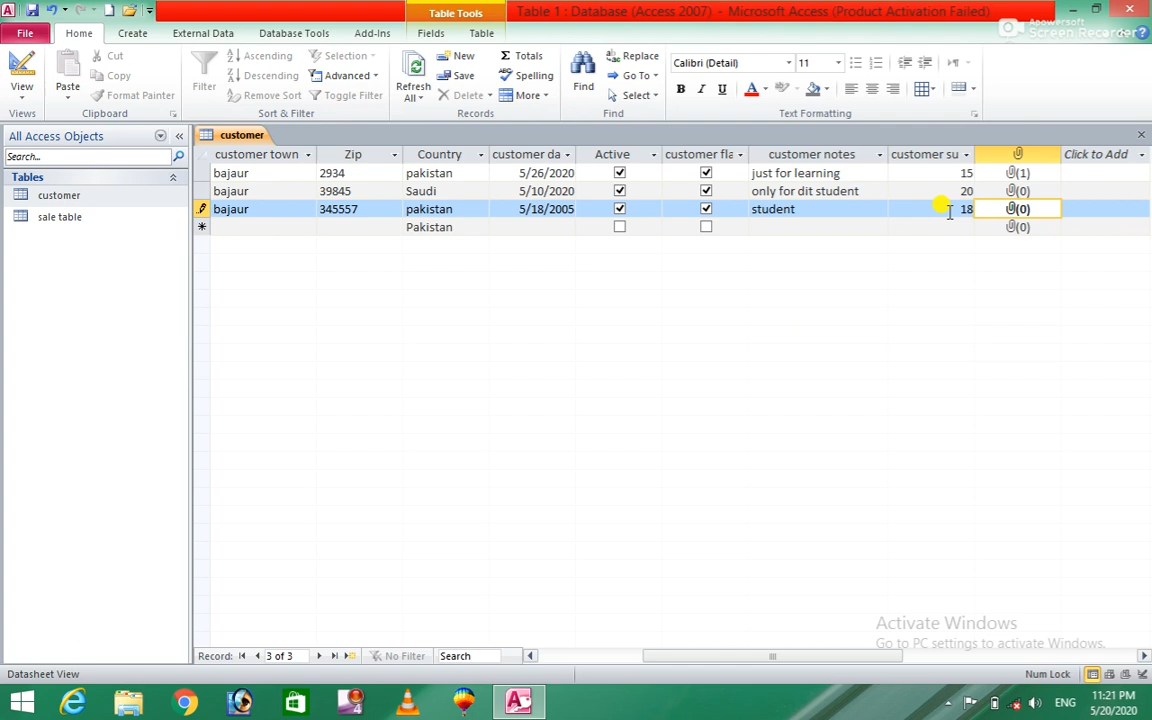 Table Tools
Table 1 : Database (Access 2007) - Microsoft Access (Product Activation Failed)
Apowersoft
Screen Recorder
File
Home
Create
External Data
Database Tools
Add-Ins
Fields
Table
View
Views
Paste
Cut
Copy
Format Painter
Clipboard
Filter
Ascending
Descending
Remove Sort
Selection
Advanced
Toggle Filter
Sort & Filter
Refresh
All
New
Save
Delete
Totals
Spelling
More
Records
Find
Replace
Go To
Select
Find
Calibri (Detail)
11
B I U
Text Formatting
All Access Objects
Search...
Tables
customer
sale table
customer
customer town Zip Country customer da Active customer fla customer notes customer su Click to Add
bajaur 2934 pakistan 5/26/2020 just for learning 15 (1)
bajaur 39845 Saudi 5/10/2020 only for dit student 20 (0)
bajaur 345557 pakistan 5/18/2005 student 18 (0)
Pakistan (0)
Activate Windows
Go to PC settings to activate Windows.
Record: 3 of 3 No Filter Search
Datasheet View
Num Lock
ENG
11:21 PM
5/20/2020